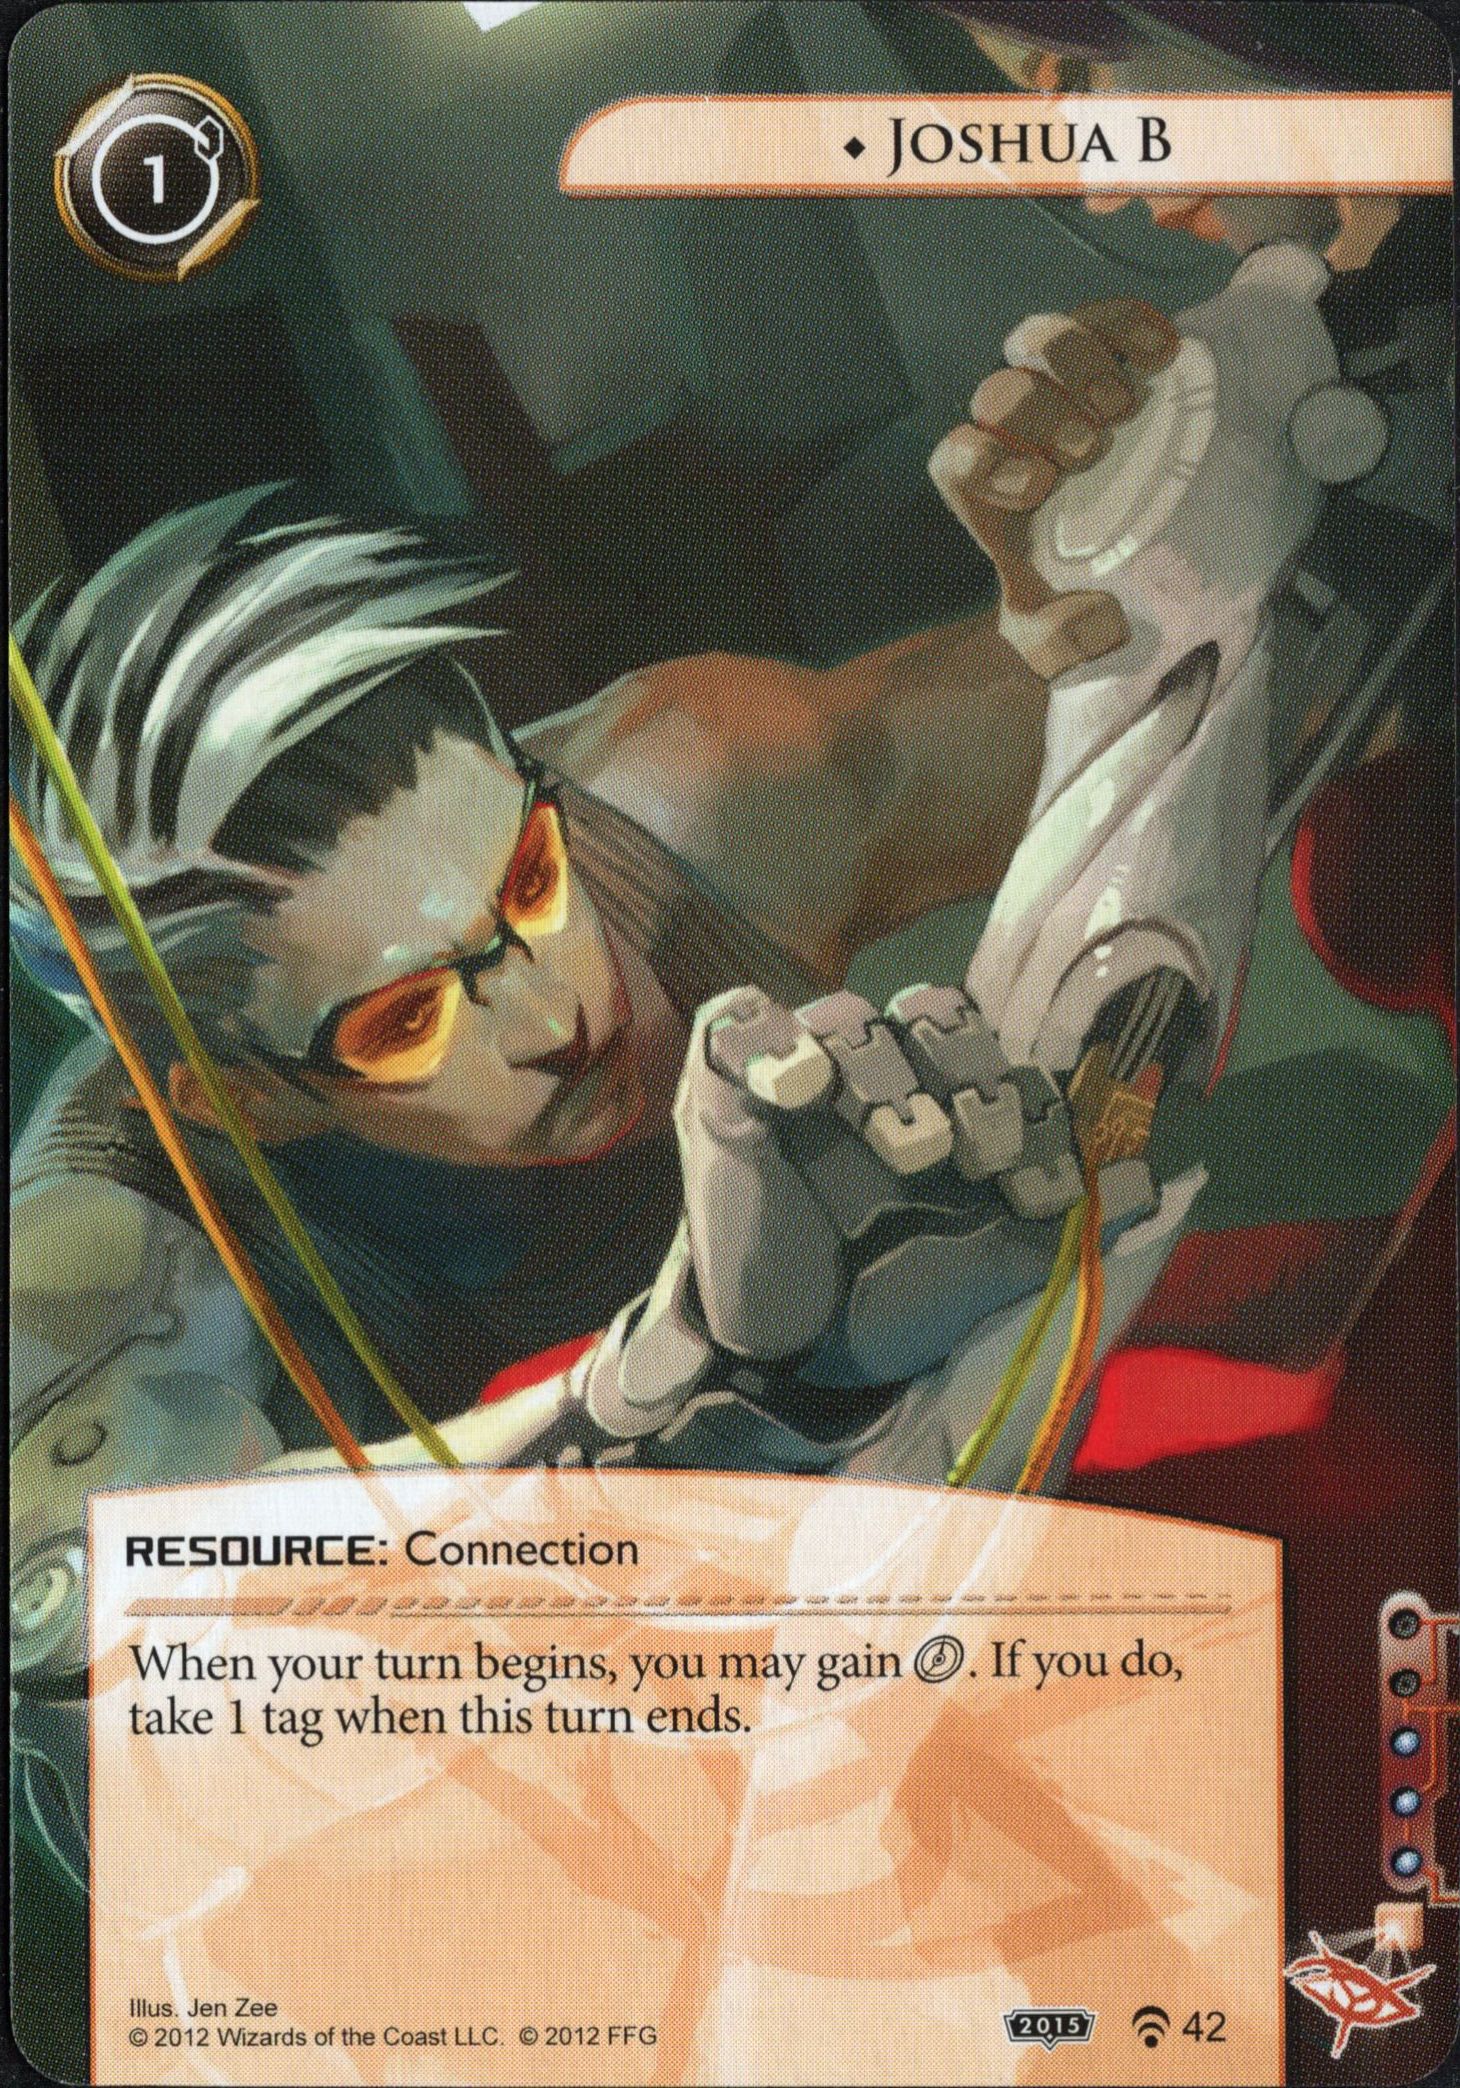 1
◆ JOSHUA B
RESOURCE: Connection
When your turn begins, you may gain . If you do,
take 1 tag when this turn ends.
Illus. Jen Zee
© 2012 Wizards of the Coast LLC. © 2012 FFG
2015 42